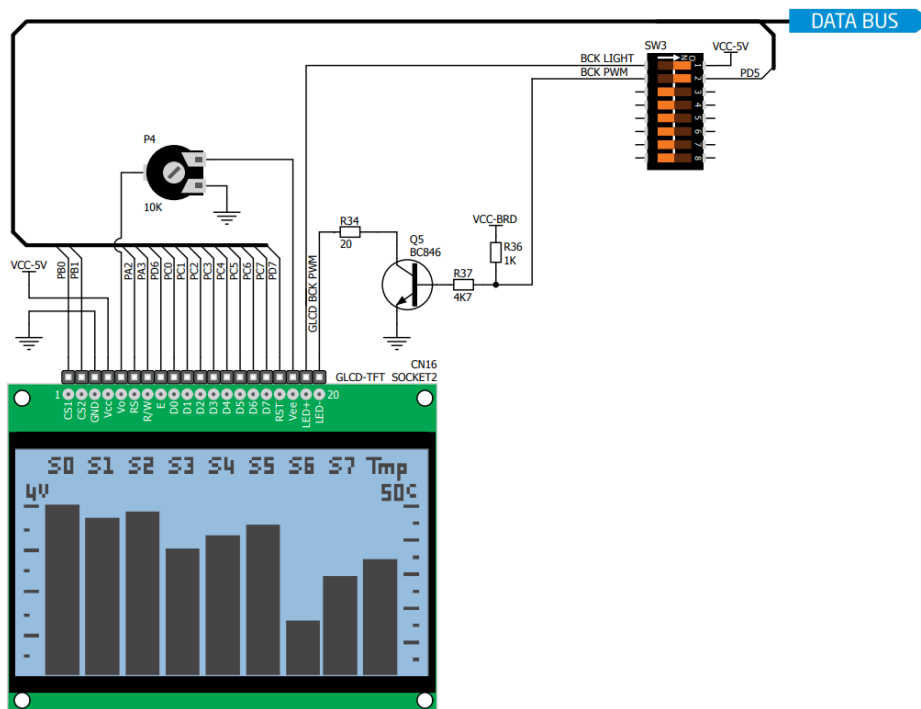 DATA BUS
SW3
BCK LIGHT
VCC-5V
BCK PWM
PD5
ON
1
2
3
4
5
6
7
8
P4
10K
R34
20
VCC-BRD
Q5
BC846
R36
1K
R37
4K7
VCC-5V
PB0
PB1
PA2
PA3
PD6
PC0
PC1
PC2
PC3
PC4
PC5
PC6
PC7
PD7
GLCD BCK PWM
CN16
GLCD-TFT SOCKET2
1
20
CS1
CS2
GND
Vcc
Vo
RS
R/W
E
D0
D1
D2
D3
D4
D5
D6
D7
RST
Vee
LED+
LED-
S0 S1 S2 S3 S4 S5 S6 S7 Tmp
4V 50C